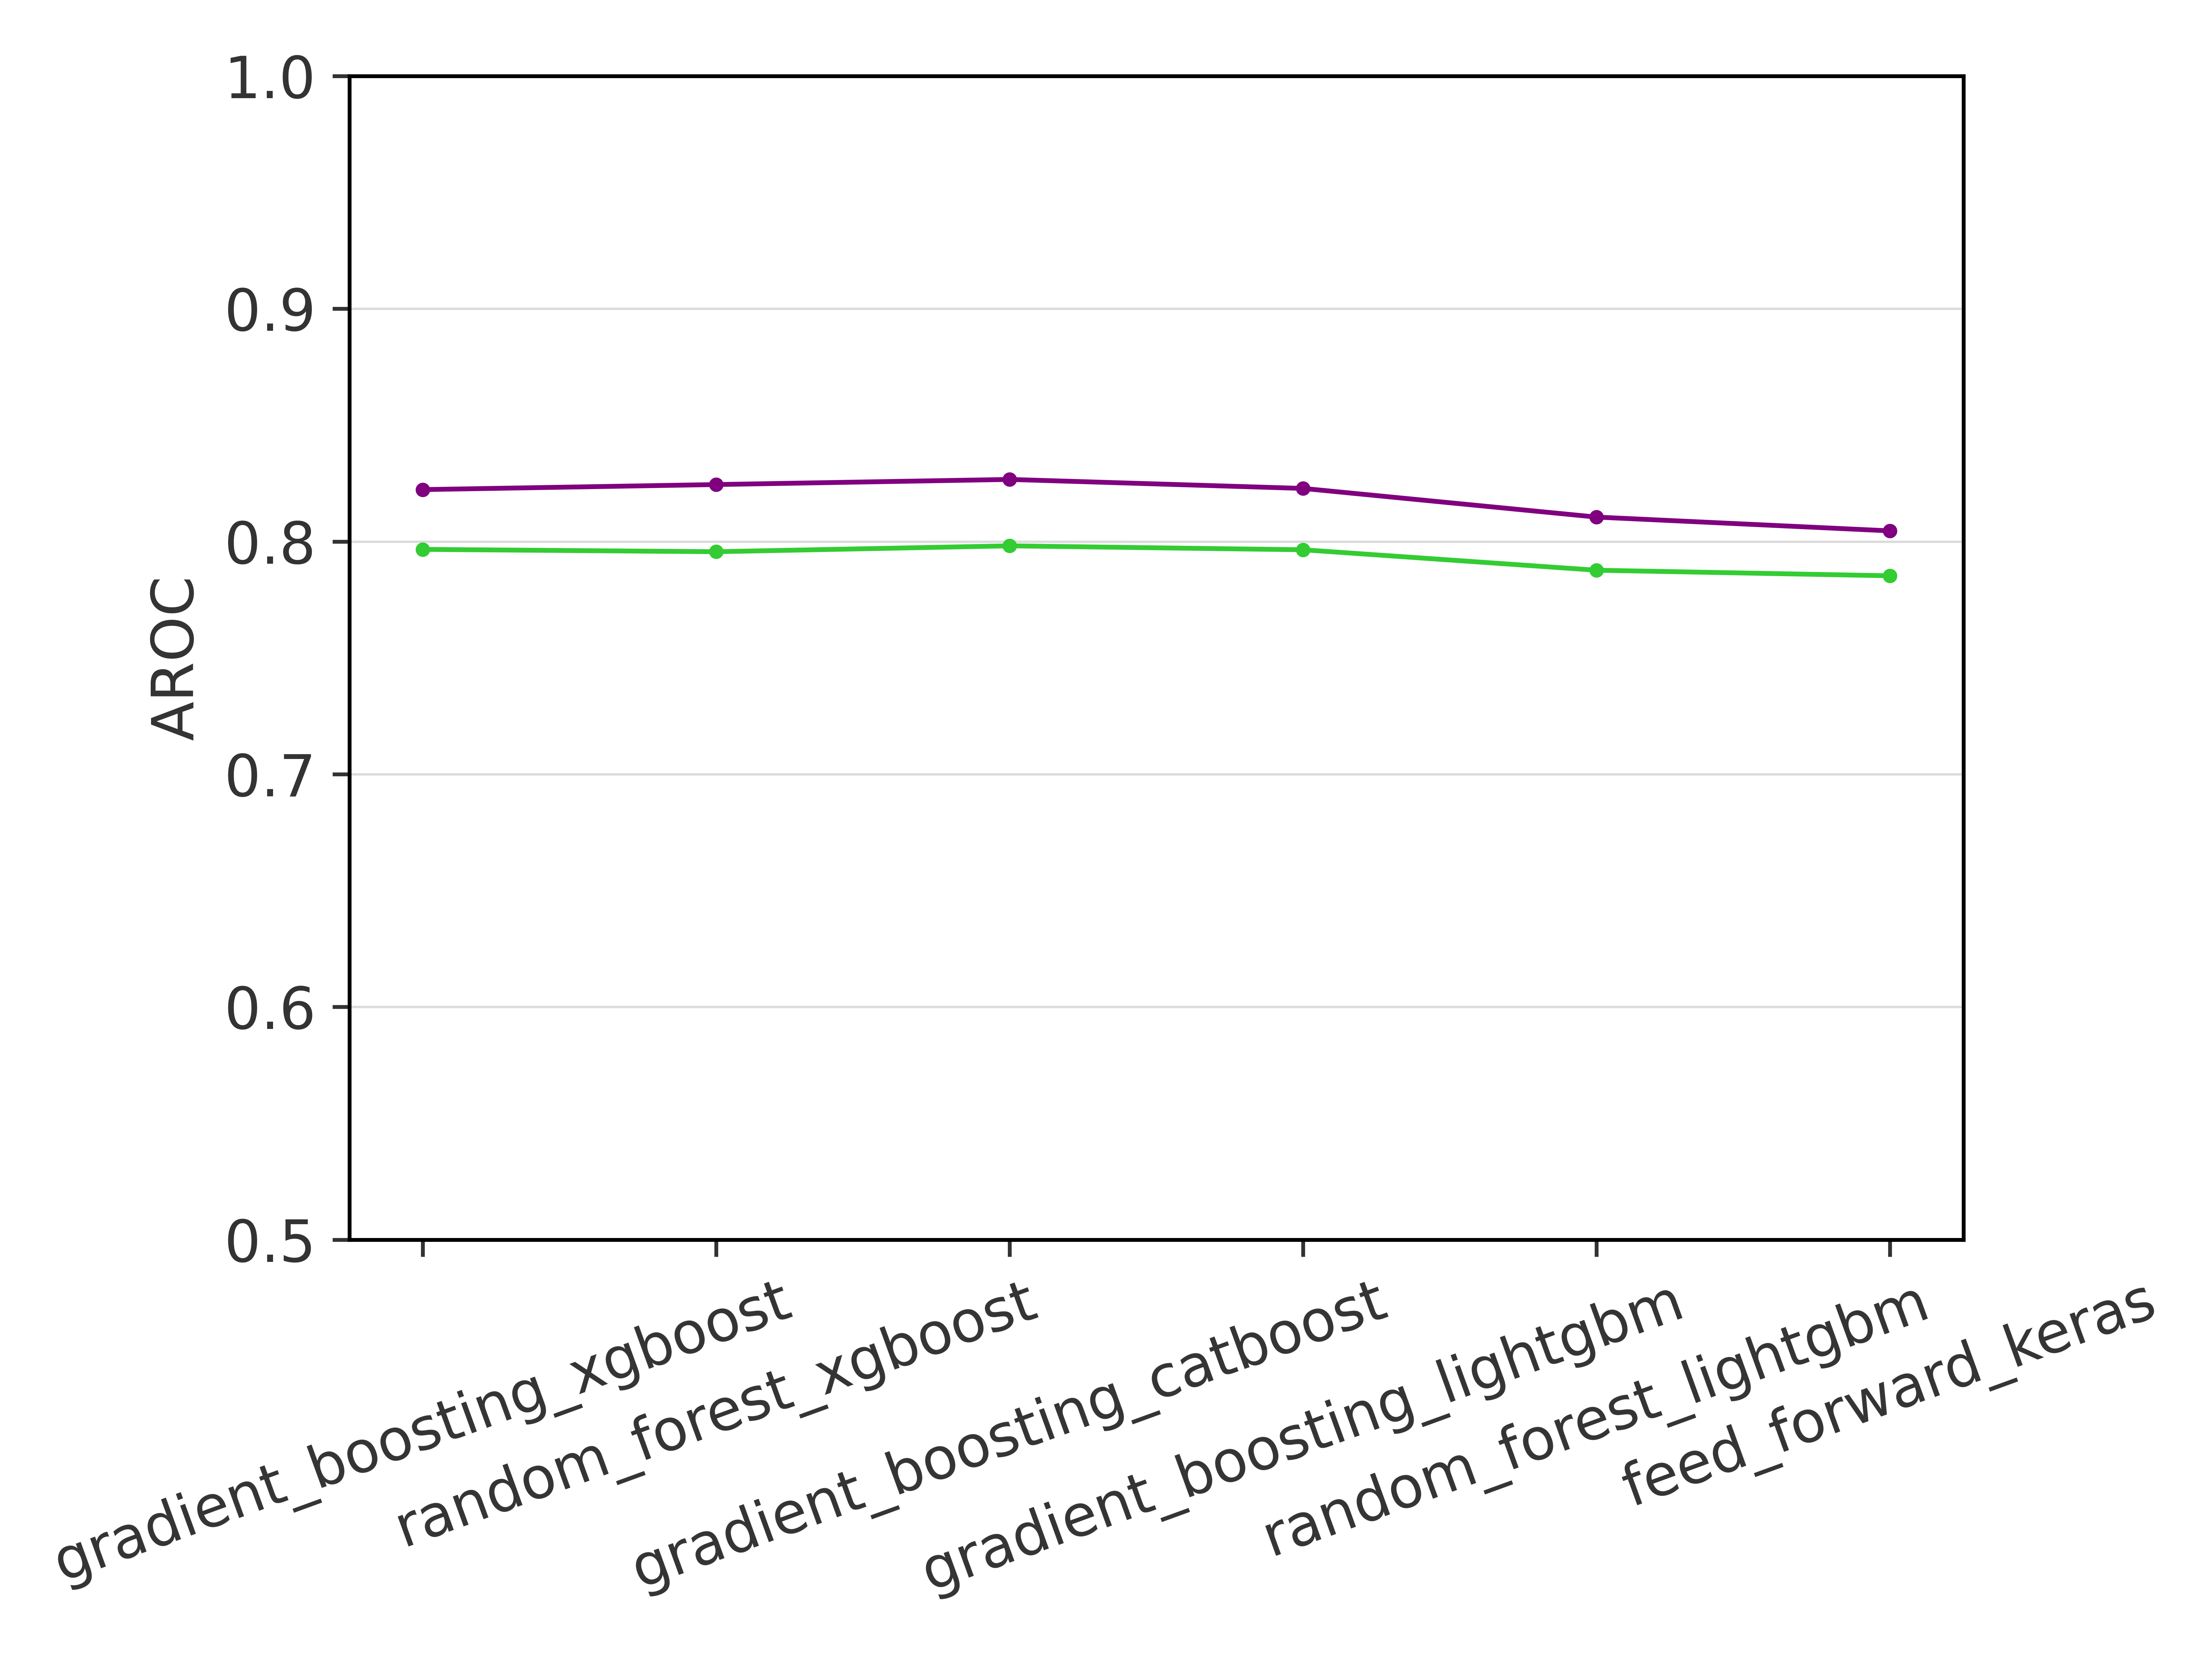 1.0
0.9
0.8
0.7
0.6
0.5
AROC
gradient_boosting_xgboost
random_forest_xgboost
gradient_boosting_catboost
gradient_boosting_lightgbm
random_forest_lightgbm
feed_forward_keras